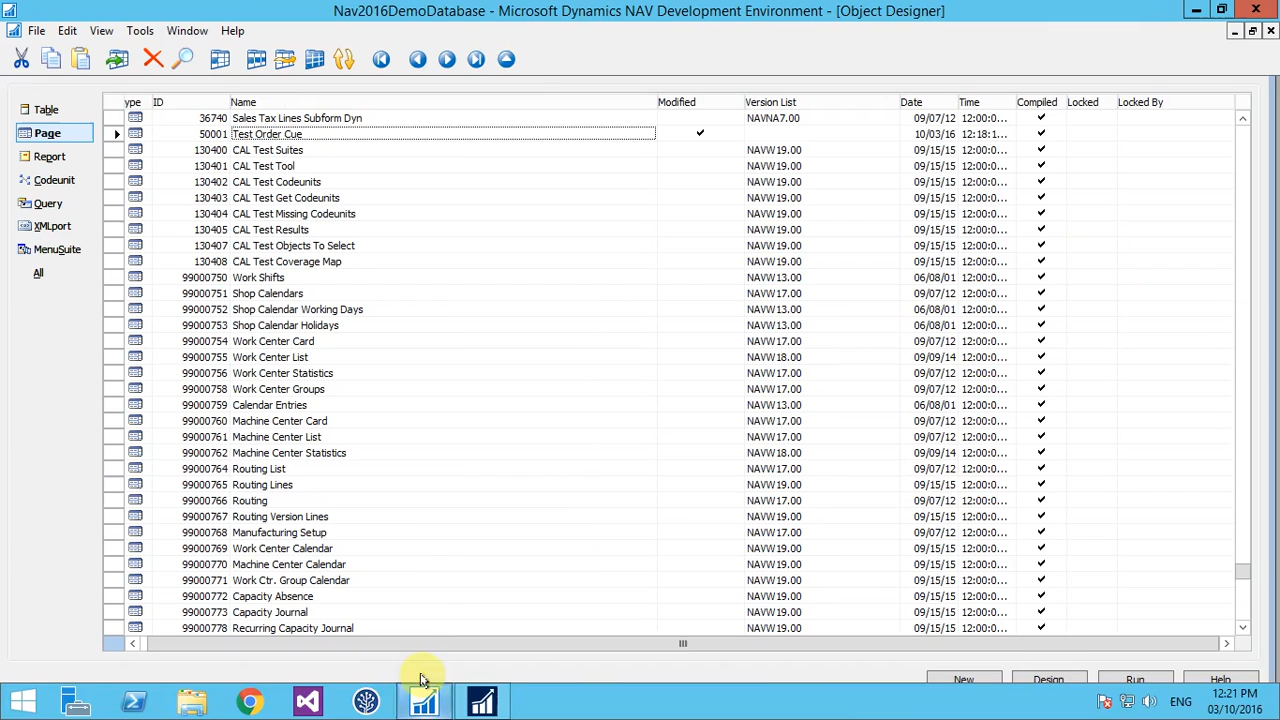 Nav2016DemoDatabase - Microsoft Dynamics NAV Development Environment - [Object Designer]
File Edit View Tools Window Help
Table
Page
Report
Codeunit
Query
XMLport
MenuSuite
All
ype ID Name Modified Version List Date Time Compiled Locked Locked By
36740 Sales Tax Lines Subform Dyn NAVNA7.00 09/07/12 12:00:0...
50001 Test Order Cue 10/03/16 12:18:1...
130400 CAL Test Suites NAVW19.00 09/15/15 12:00:0...
130401 CAL Test Tool NAVW19.00 09/15/15 12:00:0...
130402 CAL Test Codeunits NAVW19.00 09/15/15 12:00:0...
130403 CAL Test Get Codeunits NAVW19.00 09/15/15 12:00:0...
130404 CAL Test Missing Codeunits NAVW19.00 09/15/15 12:00:0...
130405 CAL Test Results NAVW19.00 09/15/15 12:00:0...
130407 CAL Test Objects To Select NAVW19.00 09/15/15 12:00:0...
130408 CAL Test Coverage Map NAVW19.00 09/15/15 12:00:0...
99000750 Work Shifts NAVW13.00 06/08/01 12:00:0...
99000751 Shop Calendars NAVW17.00 09/07/12 12:00:0...
99000752 Shop Calendar Working Days NAVW13.00 06/08/01 12:00:0...
99000753 Shop Calendar Holidays NAVW13.00 06/08/01 12:00:0...
99000754 Work Center Card NAVW17.00 09/07/12 12:00:0...
99000755 Work Center List NAVW18.00 09/09/14 12:00:0...
99000756 Work Center Statistics NAVW17.00 09/07/12 12:00:0...
99000758 Work Center Groups NAVW17.00 09/07/12 12:00:0...
99000759 Calendar Entries NAVW13.00 06/08/01 12:00:0...
99000760 Machine Center Card NAVW17.00 09/07/12 12:00:0...
99000761 Machine Center List NAVW17.00 09/07/12 12:00:0...
99000762 Machine Center Statistics NAVW18.00 09/09/14 12:00:0...
99000764 Routing List NAVW17.00 09/07/12 12:00:0...
99000765 Routing Lines NAVW19.00 09/15/15 12:00:0...
99000766 Routing NAVW17.00 09/07/12 12:00:0...
99000767 Routing Version Lines NAVW19.00 09/15/15 12:00:0...
99000768 Manufacturing Setup NAVW17.00 09/07/12 12:00:0...
99000769 Work Center Calendar NAVW19.00 09/15/15 12:00:0...
99000770 Machine Center Calendar NAVW19.00 09/15/15 12:00:0...
99000771 Work Ctr. Group Calendar NAVW19.00 09/15/15 12:00:0...
99000772 Capacity Absence NAVW19.00 09/15/15 12:00:0...
99000773 Capacity Journal NAVW19.00 09/15/15 12:00:0...
99000778 Recurring Capacity Journal NAVW19.00 09/15/15 12:00:0...
New Design Run Help
ENG
12:21 PM
03/10/2016